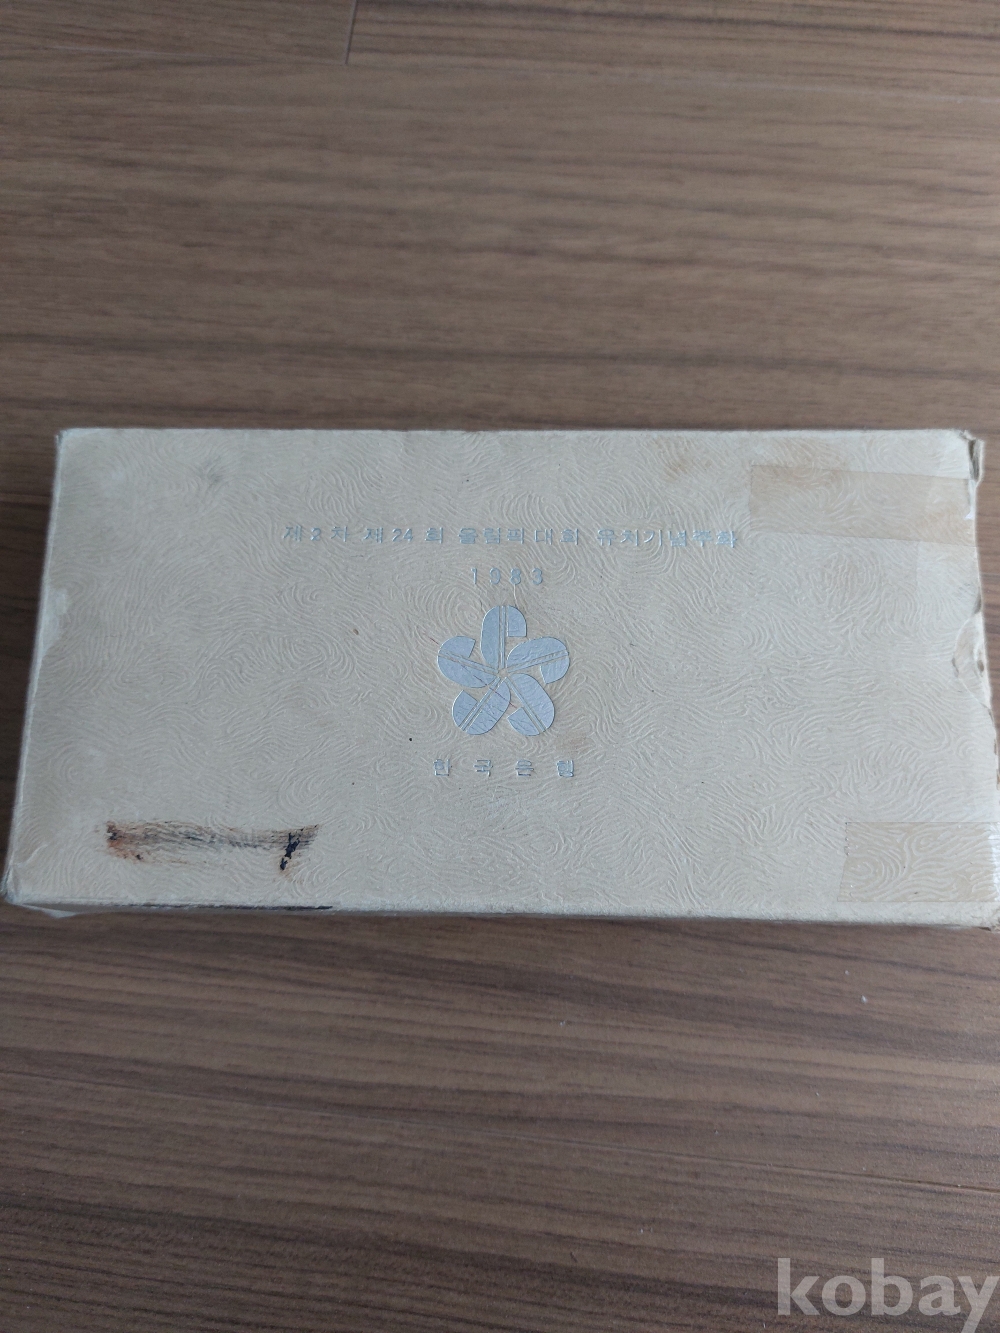 제2차 제24회 올림픽대회 유치기념주화
1983
한국은행
kobay